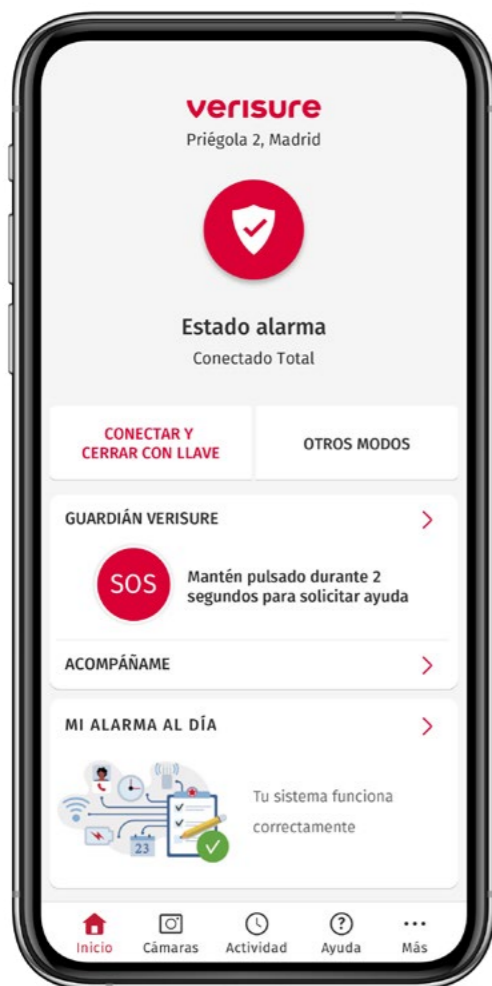 verisure
Priégola 2, Madrid
Estado alarma
Conectado Total
CONECTAR Y
CERRAR CON LLAVE
OTROS MODOS
GUARDIÁN VERISURE
SOS
Mantén pulsado durante 2
segundos para solicitar ayuda
ACOMPÁÑAME
MI ALARMA AL DÍA
23
Tu sistema funciona
correctamente
Inicio
Cámaras
Actividad
Ayuda
Más